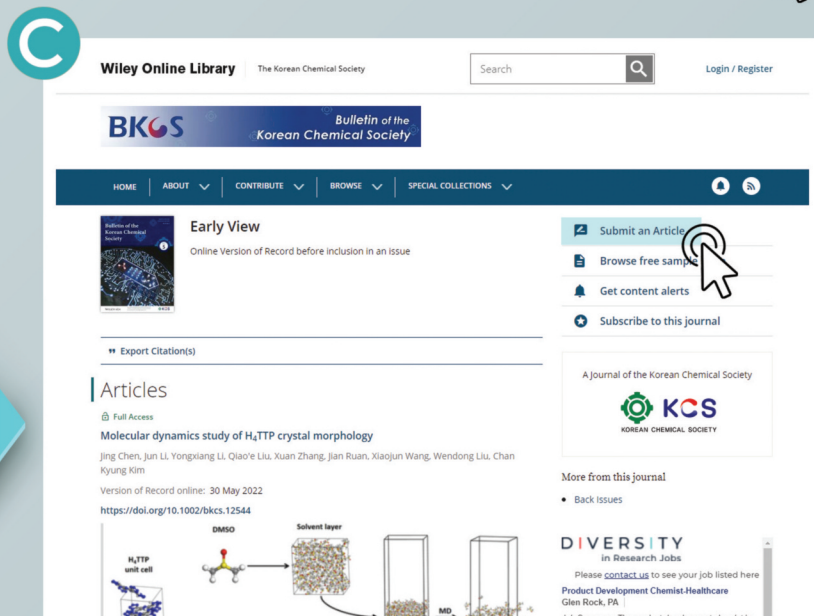 C
Wiley Online Library The Korean Chemical Society Search Login / Register
BKCS Bulletin of the
Korean Chemical Society
HOME ABOUT CONTRIBUTE BROWSE SPECIAL COLLECTIONS
Bulletin of the
Korean Chemical
Society
Early View
Online Version of Record before inclusion in an issue
Submit an Article
Browse free sample
Get content alerts
Subscribe to this journal
Export Citation(s)
A Journal of the Korean Chemical Society
KCS
KOREAN CHEMICAL SOCIETY
Articles
Full Access
Molecular dynamics study of H₄TTP crystal morphology
Jing Chen, Jun Li, Yongxiang Li, Qiao'e Liu, Xuan Zhang, Jian Ruan, Xiaojun Wang, Wendong Liu, Chan
Kyung Kim
Version of Record online: 30 May 2022
https://doi.org/10.1002/bkcs.12544
More from this journal
• Back Issues
DMSO Solvent layer
H₄TTP
unit cell
MD
DIVERSITY
in Research Jobs
Please contact us to see your job listed here
Product Development Chemist-Healthcare
Glen Rock, PA